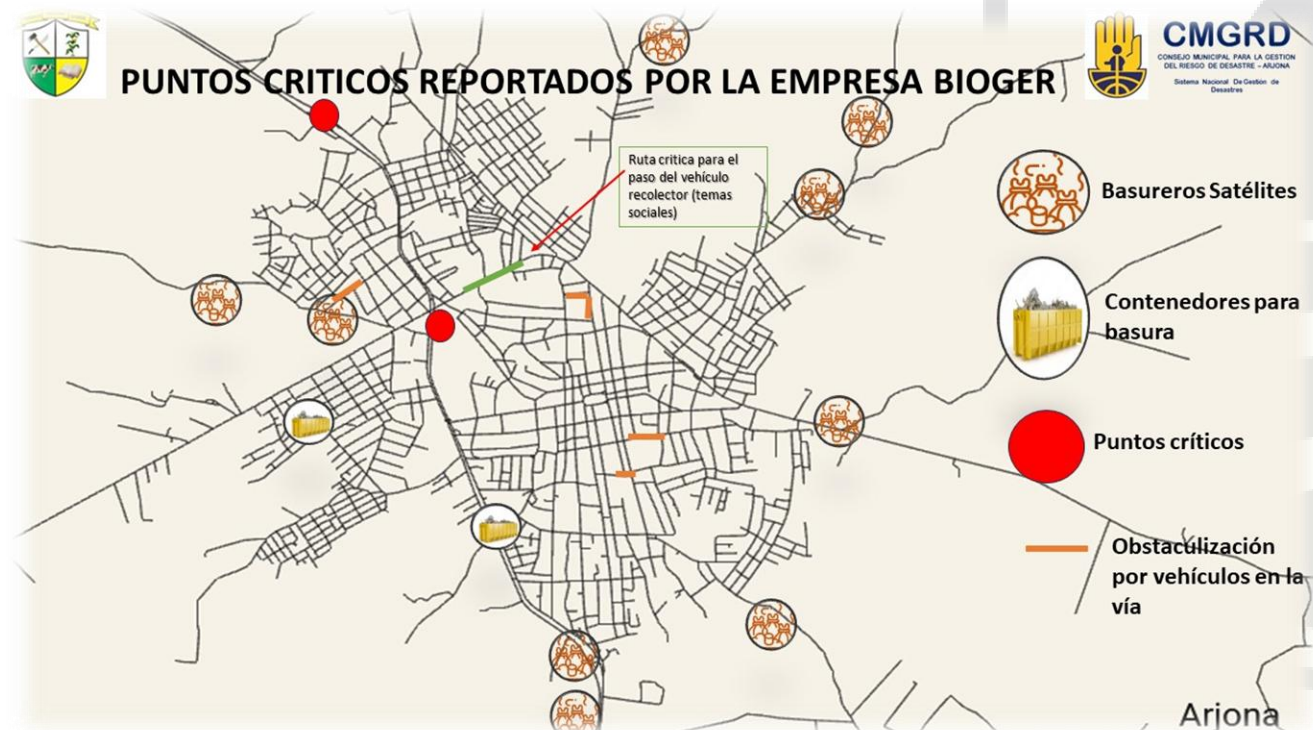 CMGRD
CONSEJO MUNICIPAL PARA LA GESTIÓN
DEL RIESGO DE DESASTRE – ARJONA
Sistema Nacional De Gestión de
Desastres
PUNTOS CRITICOS REPORTADOS POR LA EMPRESA BIOGER
Ruta critica para el
paso del vehículo
recolector (temas
sociales)
Basureros Satélites
Contenedores para
basura
Puntos críticos
Obstaculización
por vehículos en la
vía
Arjona